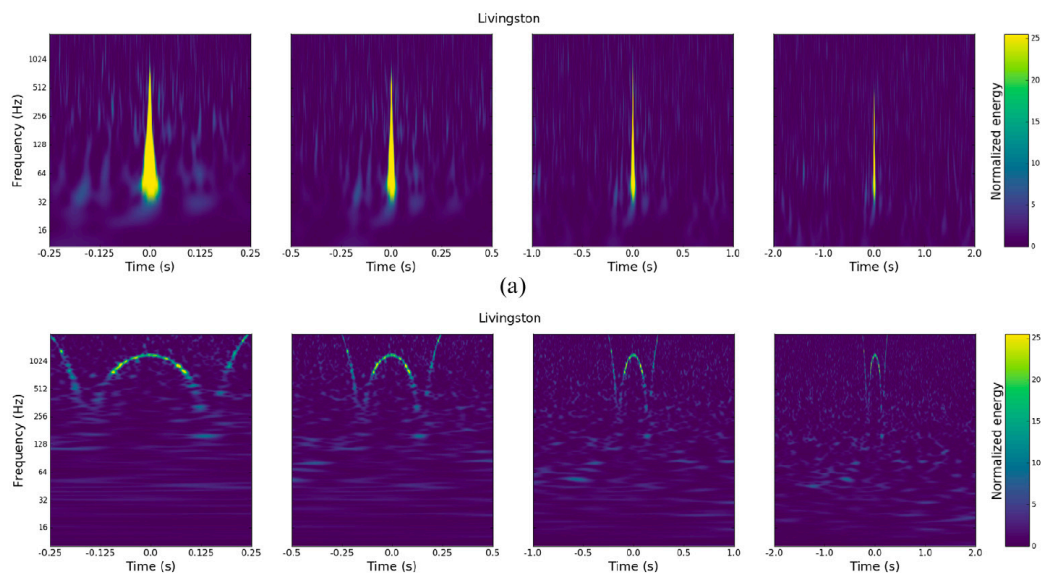 Livingston
Frequency (Hz)
1024
512
256
128
64
32
16
-0.25 -0.125 0.0 0.125 0.25
Time (s)
-0.5 -0.25 0.0 0.25 0.5
Time (s)
-1.0 -0.5 0.0 0.5 1.0
Time (s)
-2.0 -1.0 0.0 1.0 2.0
Time (s)
Normalized energy
25
20
15
10
5
0
(a)
Livingston
Frequency (Hz)
1024
512
256
128
64
32
16
-0.25 -0.125 0.0 0.125 0.25
Time (s)
-0.5 -0.25 0.0 0.25 0.5
Time (s)
-1.0 -0.5 0.0 0.5 1.0
Time (s)
-2.0 -1.0 0.0 1.0 2.0
Time (s)
Normalized energy
25
20
15
10
5
0